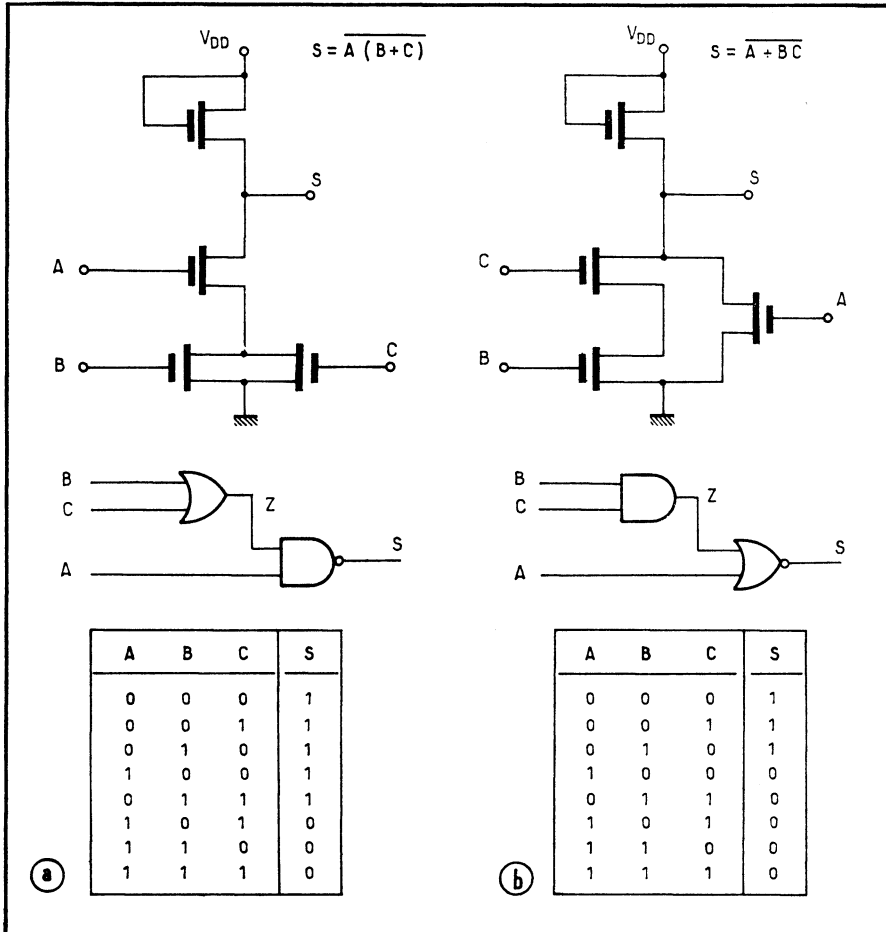 VDD
S = A (B+C)
S
A
B
C
B
C
Z
S
A
A B C S
0 0 0 1
0 0 1 1
0 1 0 1
1 0 0 1
0 1 1 1
1 0 1 0
1 1 0 0
1 1 1 0
a
VDD
S = A + BC
S
C
A
B
B
C
Z
S
A
A B C S
0 0 0 1
0 0 1 1
0 1 0 1
1 0 0 0
0 1 1 0
1 0 1 0
1 1 0 0
1 1 1 0
b